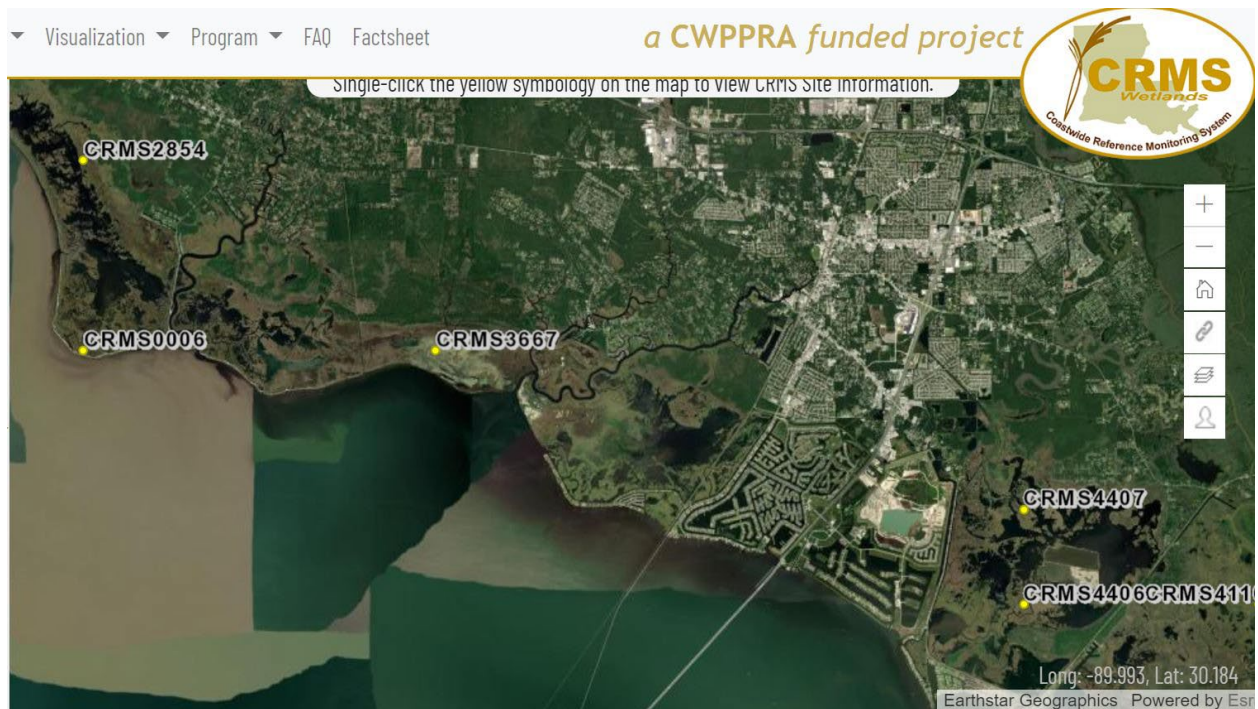 Visualization Program FAQ Factsheet
a CWPPRA funded project
CRMS
Wetlands
Coastwide Reference Monitoring System
Single-click the yellow symbology on the map to view CRMS Site information.
CRMS2854
CRMS0006
CRMS3667
CRMS4407
CRMS4406CRMS4110
Long: -89.993, Lat: 30.184
Earthstar Geographics Powered by Esr